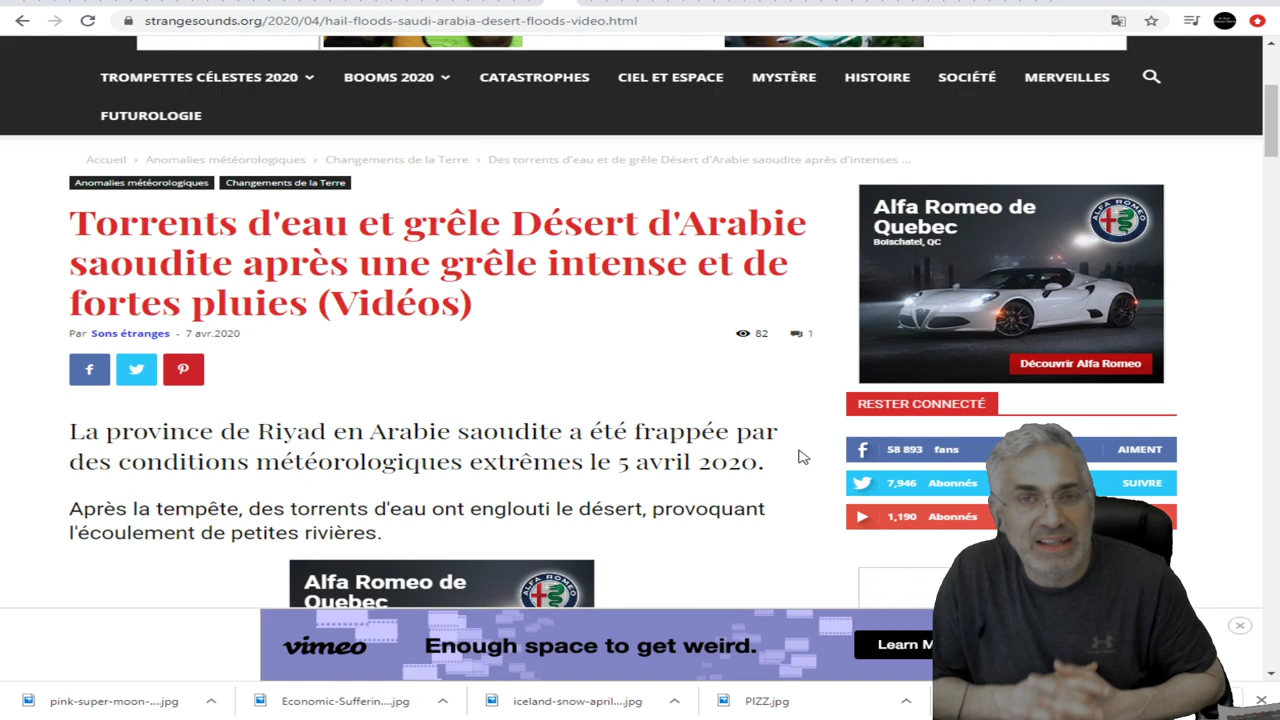 strangesounds.org/2020/04/hail-floods-saudi-arabia-desert-floods-video.html
TROMPETTES CÉLESTES 2020 BOOMS 2020 CATASTROPHES CIEL ET ESPACE MYSTÈRE HISTOIRE SOCIÉTÉ MERVEILLES
FUTUROLOGIE
Accueil › Anomalies météorologiques › Changements de la Terre › Des torrents d'eau et de grêle Désert d'Arabie saoudite après d'intenses ...
Anomalies météorologiques Changements de la Terre
Torrents d'eau et grêle Désert d'Arabie
saoudite après une grêle intense et de
fortes pluies (Vidéos)
Par Sons étranges - 7 avr.2020 82 1
La province de Riyad en Arabie saoudite a été frappée par
des conditions météorologiques extrêmes le 5 avril 2020.
Après la tempête, des torrents d'eau ont englouti le désert, provoquant
l'écoulement de petites rivières.
Alfa Romeo de
Quebec
Alfa Romeo de
Quebec
Boischatel, QC
ALFA ROMEO
Découvrir Alfa Romeo
RESTER CONNECTÉ
58 893 fans AIMENT
7,946 Abonnés SUIVRE
1,190 Abonnés
vimeo Enough space to get weird. Learn M
pink-super-moon-....jpg Economic-Sufferin....jpg iceland-snow-april....jpg PIZZ.jpg